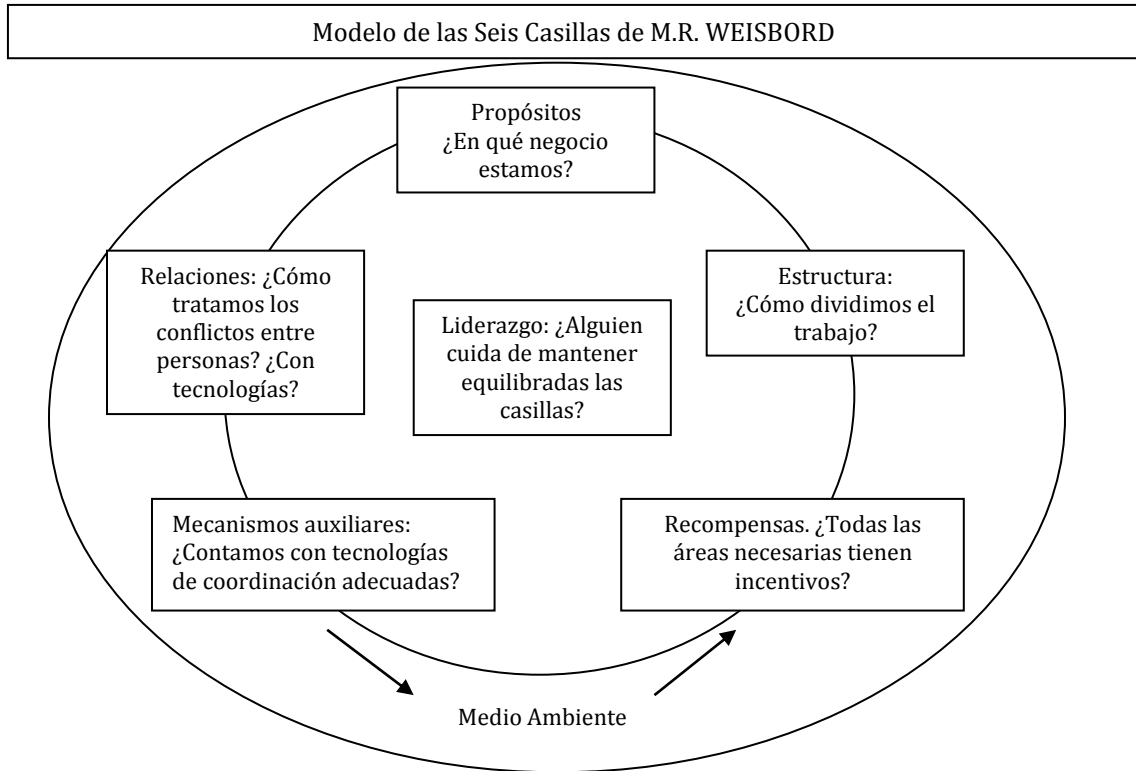 Modelo de las Seis Casillas de M.R. WEISBORD
Propósitos
¿En qué negocio
estamos?
Relaciones: ¿Cómo
tratamos los
conflictos entre
personas? ¿Con
tecnologías?
Liderazgo: ¿Alguien
cuida de mantener
equilibradas las
casillas?
Estructura:
¿Cómo dividimos el
trabajo?
Mecanismos auxiliares:
¿Contamos con tecnologías
de coordinación adecuadas?
Recompensas. ¿Todas las
áreas necesarias tienen
incentivos?
Medio Ambiente